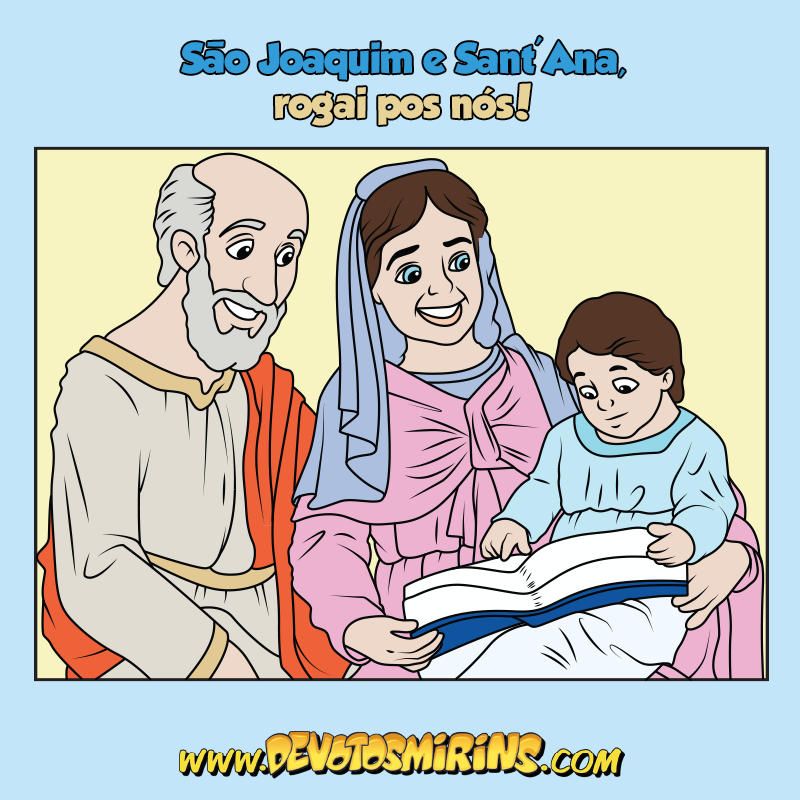 São Joaquim e Sant'Ana,
rogai pos nós!
www.DEVOTOSMiRiNS.COM